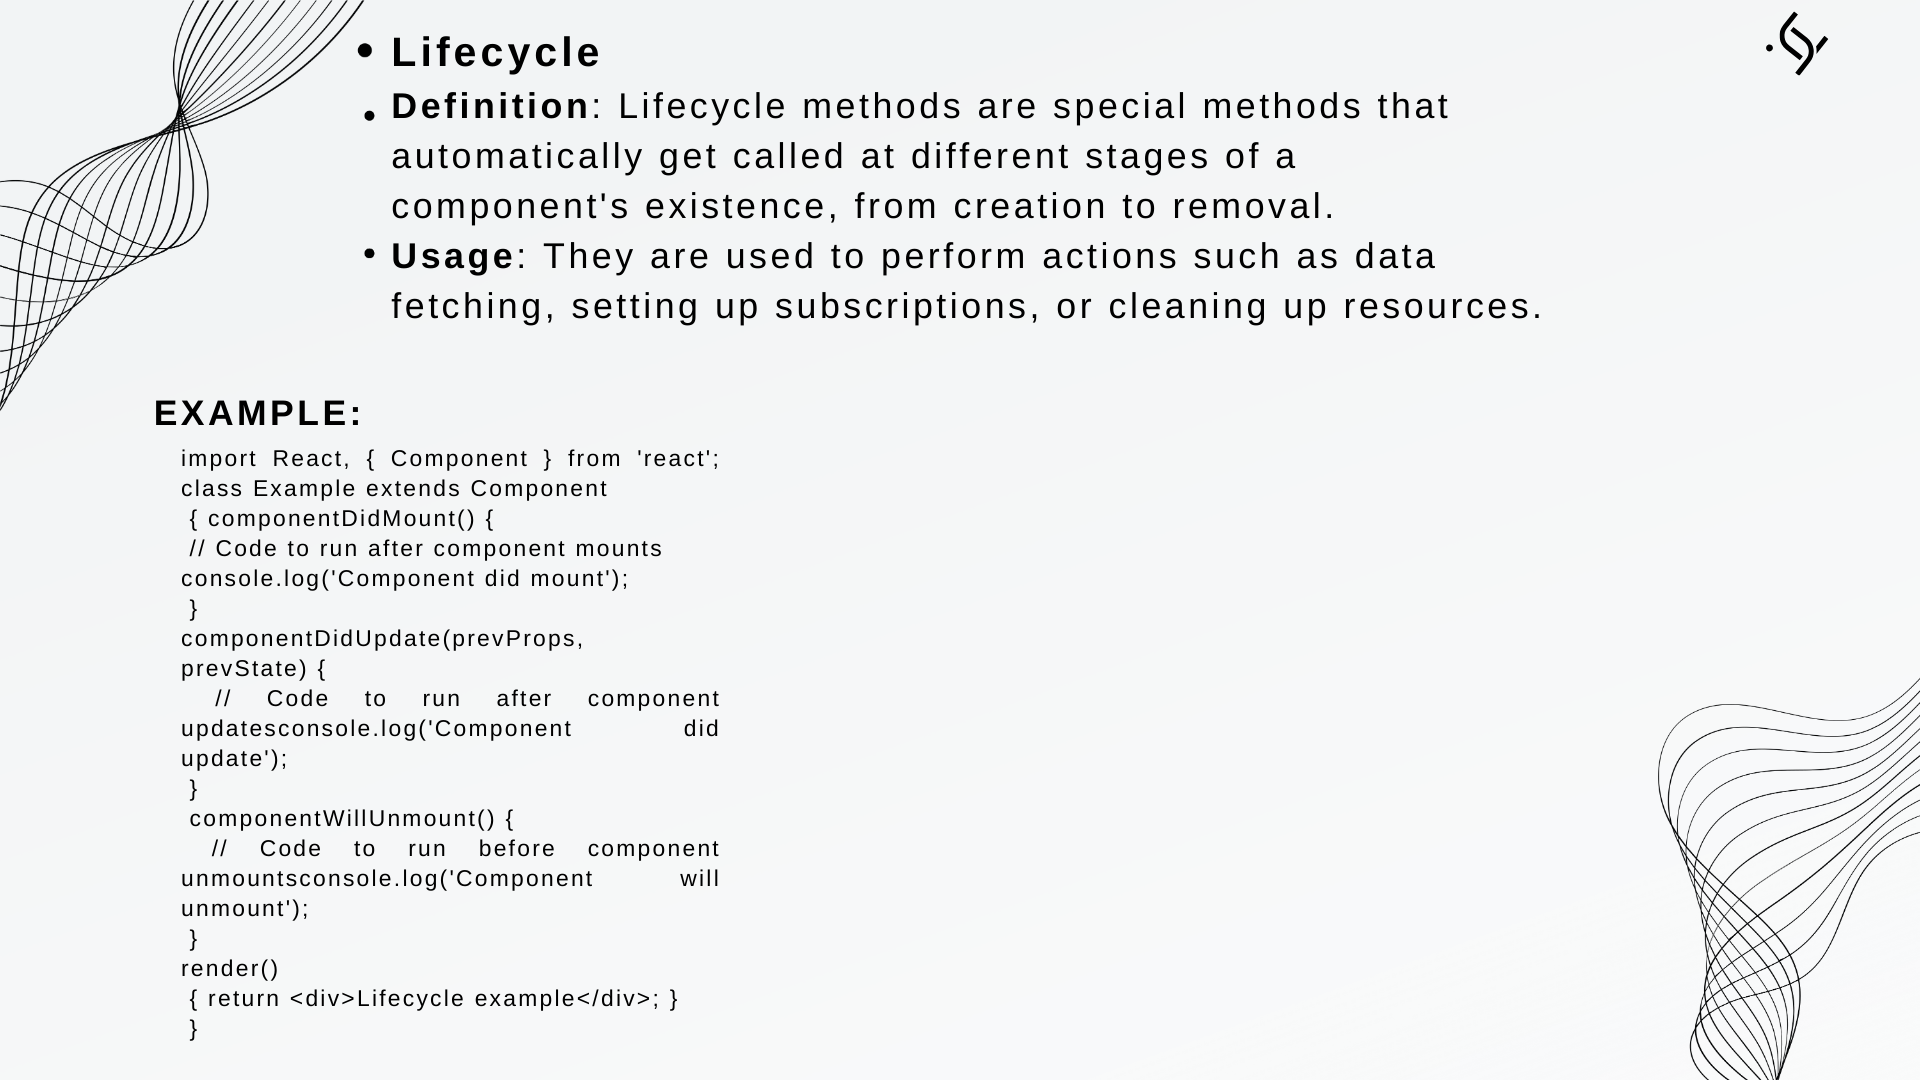 • Lifecycle
• Definition: Lifecycle methods are special methods that
automatically get called at different stages of a
component's existence, from creation to removal.
• Usage: They are used to perform actions such as data
fetching, setting up subscriptions, or cleaning up resources.
EXAMPLE:
import React, { Component } from 'react';
class Example extends Component
{ componentDidMount() {
// Code to run after component mounts
console.log('Component did mount');
}
componentDidUpdate(prevProps,
prevState) {
// Code to run after component
updatesconsole.log('Component did
update');
}
componentWillUnmount() {
// Code to run before component
unmountsconsole.log('Component will
unmount');
}
render()
{ return <div>Lifecycle example</div>; }
}